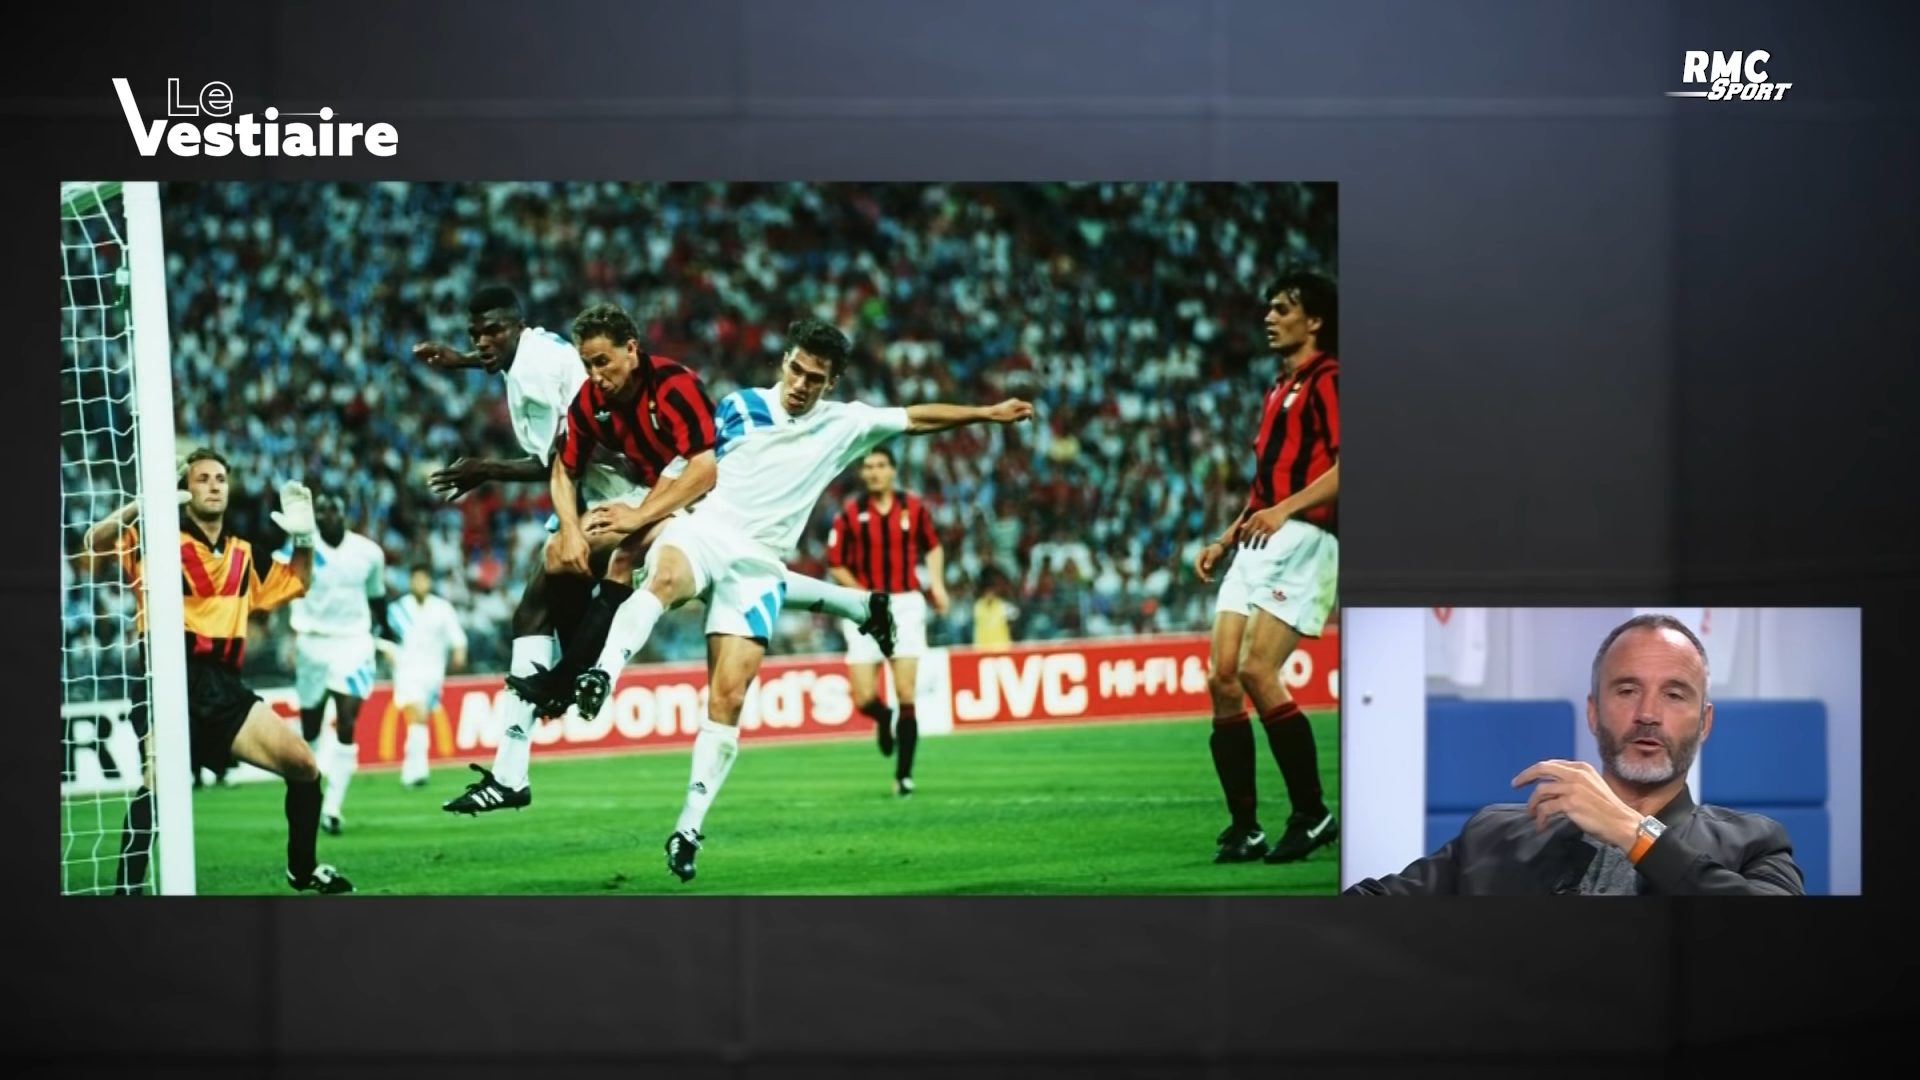 Le
Vestiaire
RMC
SPORT
McDonald's
JVC
HI-FI &